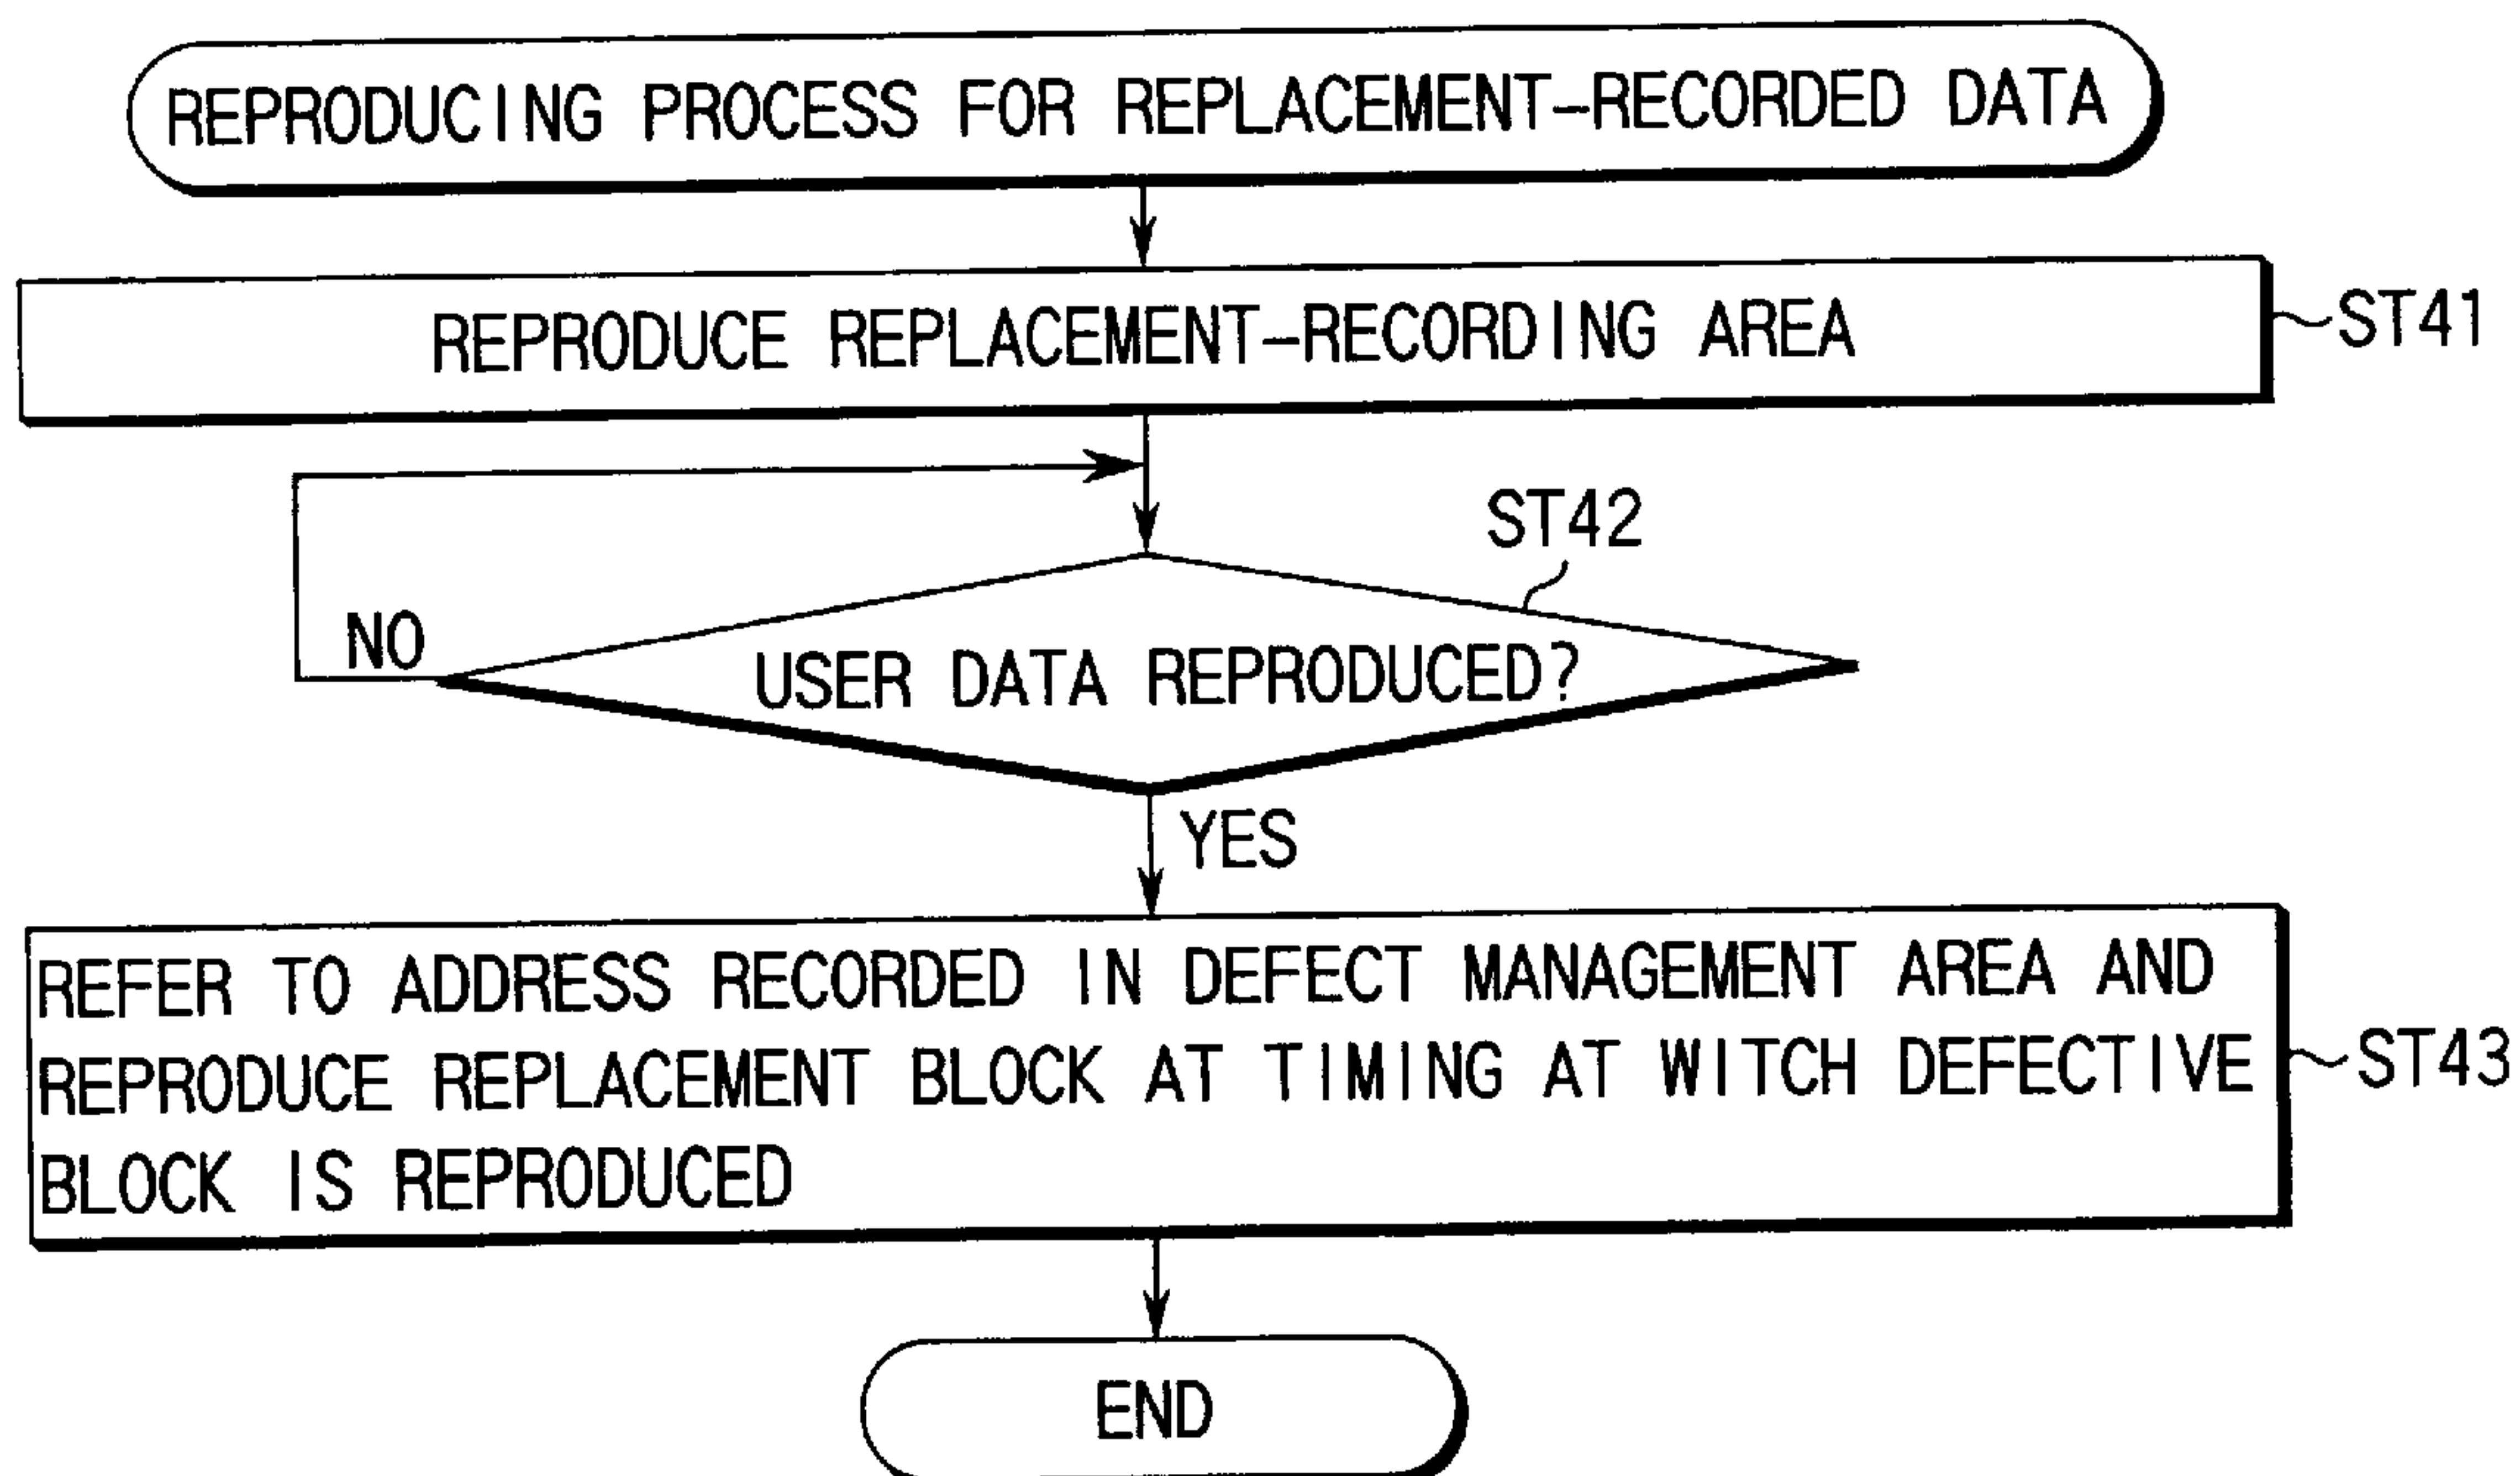 REPRODUCING PROCESS FOR REPLACEMENT-RECORDED DATA
REPRODUCE REPLACEMENT-RECORDING AREA
ST41
ST42
NO
USER DATA REPRODUCED?
YES
REFER TO ADDRESS RECORDED IN DEFECT MANAGEMENT AREA AND
REPRODUCE REPLACEMENT BLOCK AT TIMING AT WITCH DEFECTIVE
BLOCK IS REPRODUCED
ST43
END